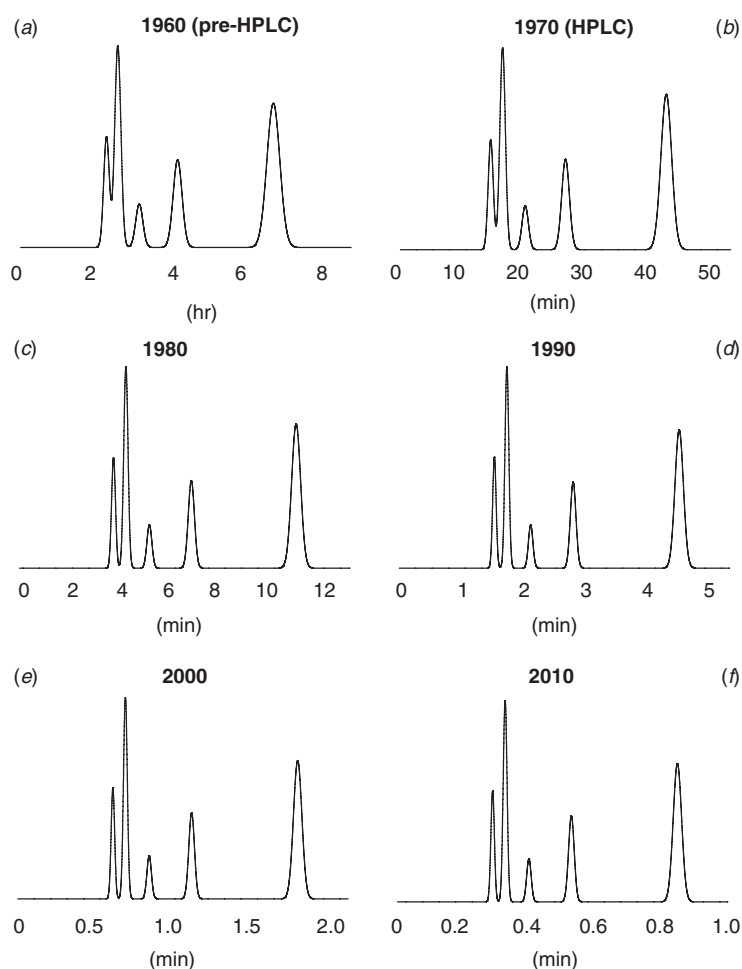 (a) 1960 (pre-HPLC)
1970 (HPLC) (b)
0 2 4 6 8
(hr)
0 10 20 30 40 50
(min)
(c) 1980
1990 (d)
0 2 4 6 8 10 12
(min)
0 1 2 3 4 5
(min)
(e) 2000
2010 (f)
0 0.5 1.0 1.5 2.0
(min)
0 0.2 0.4 0.6 0.8 1.0
(min)